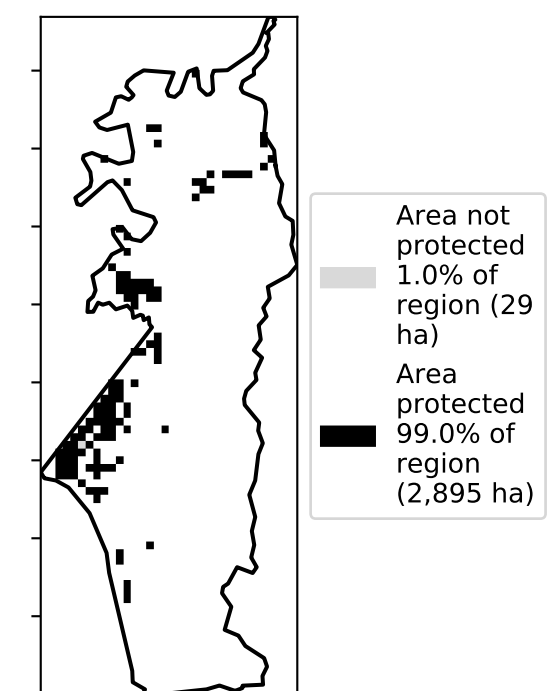 Area not
protected
1.0% of
region (29
ha)
Area
protected
99.0% of
region
(2,895 ha)